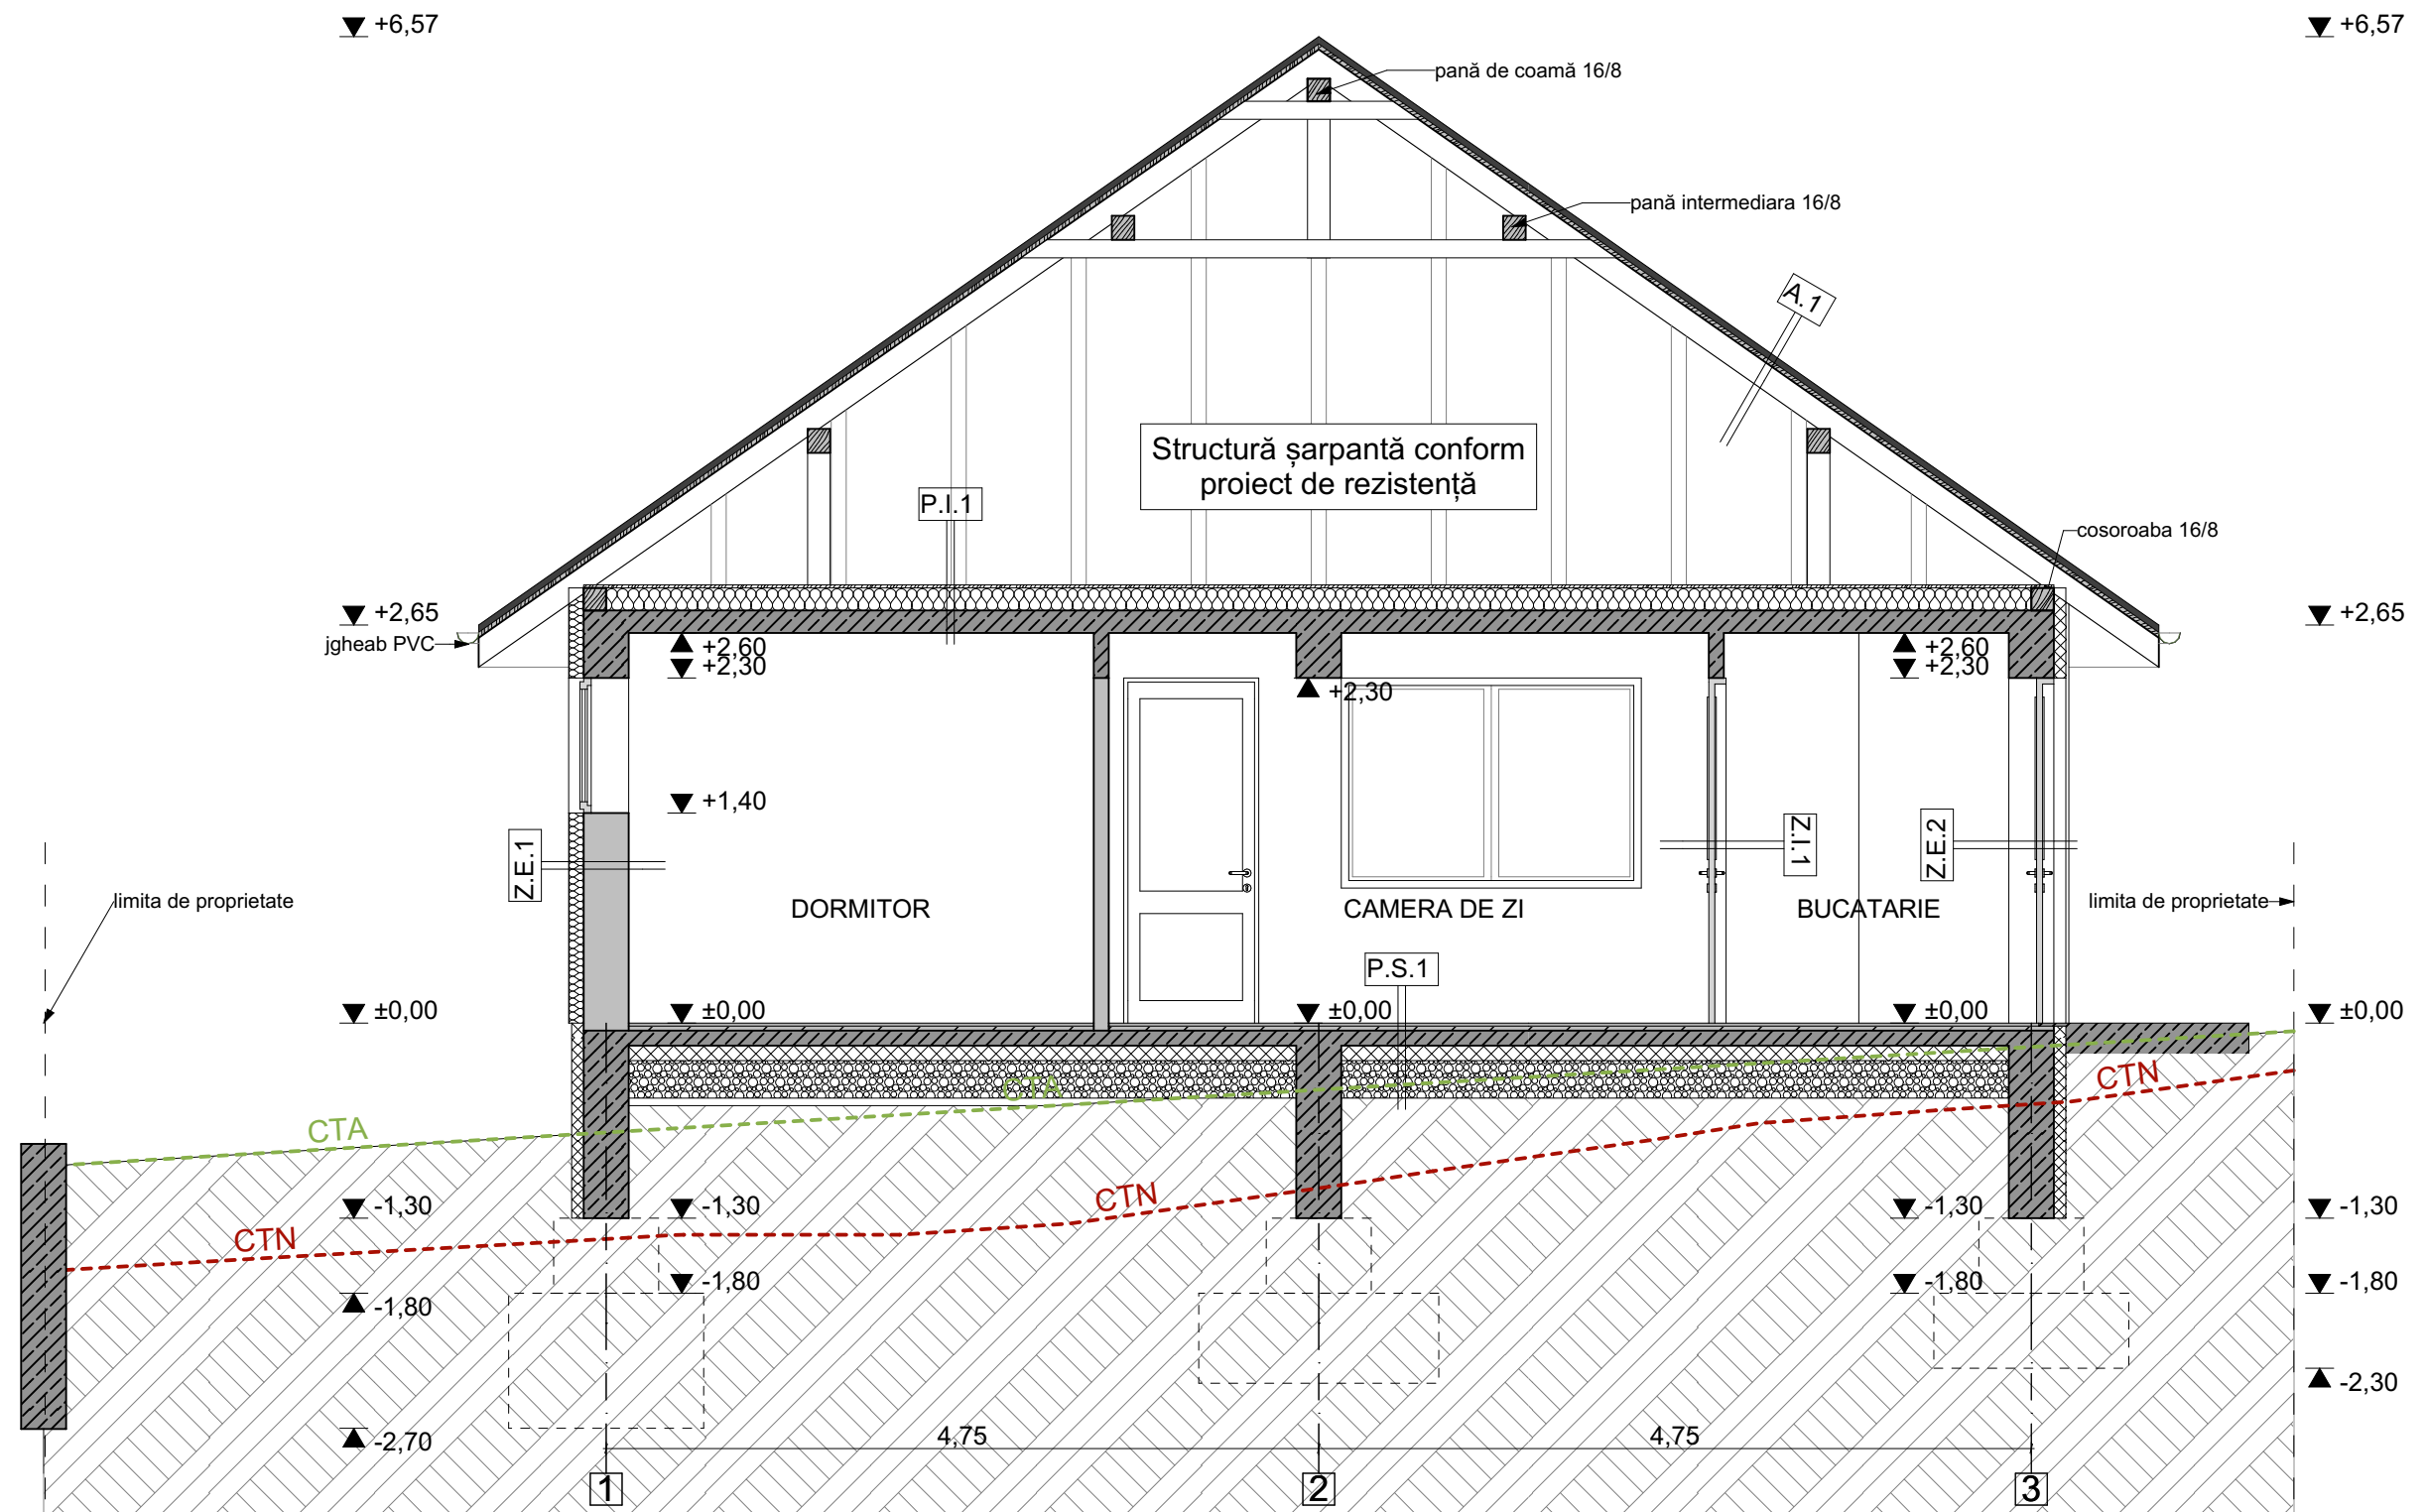 +6,57
+6,57
pană de coamă 16/8
pană intermediara 16/8
A.1
Structură șarpantă conform
proiect de rezistență
P.I.1
cosoroaba 16/8
+2,65
+2,65
jgheab PVC
+2,60
+2,30
+2,60
+2,30
+2,30
+1,40
Z.E.1
Z.I.1
Z.E.2
limita de proprietate
limita de proprietate
DORMITOR
CAMERA DE ZI
BUCATARIE
P.S.1
±0,00
±0,00
±0,00
±0,00
±0,00
CTA
CTA
CTN
CTN
CTN
-1,30
-1,30
-1,30
-1,30
-1,80
-1,80
-1,80
-1,80
-2,30
-2,70
4,75
4,75
1
2
3